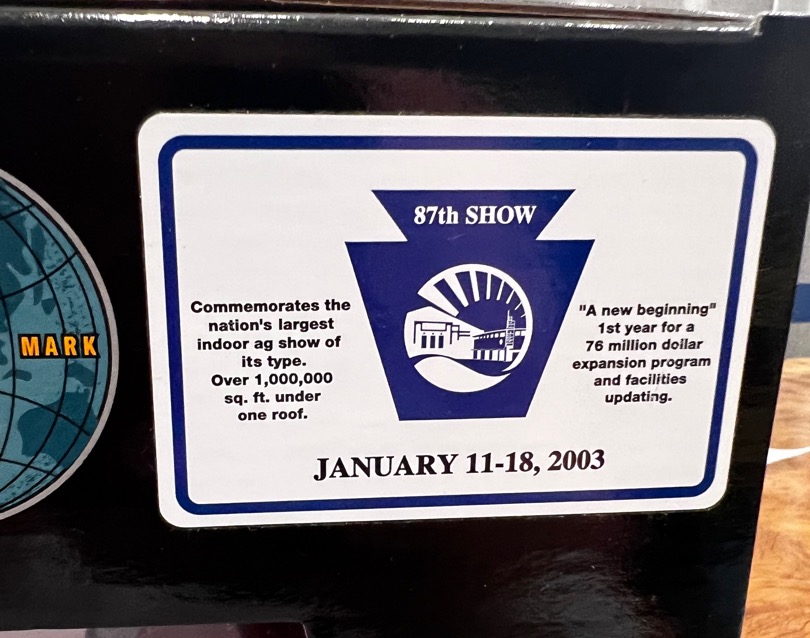 MARK
87th SHOW
Commemorates the
nation's largest
indoor ag show of
its type.
Over 1,000,000
sq. ft. under
one roof.
"A new beginning"
1st year for a
76 million dollar
expansion program
and facilities
updating.
JANUARY 11-18, 2003